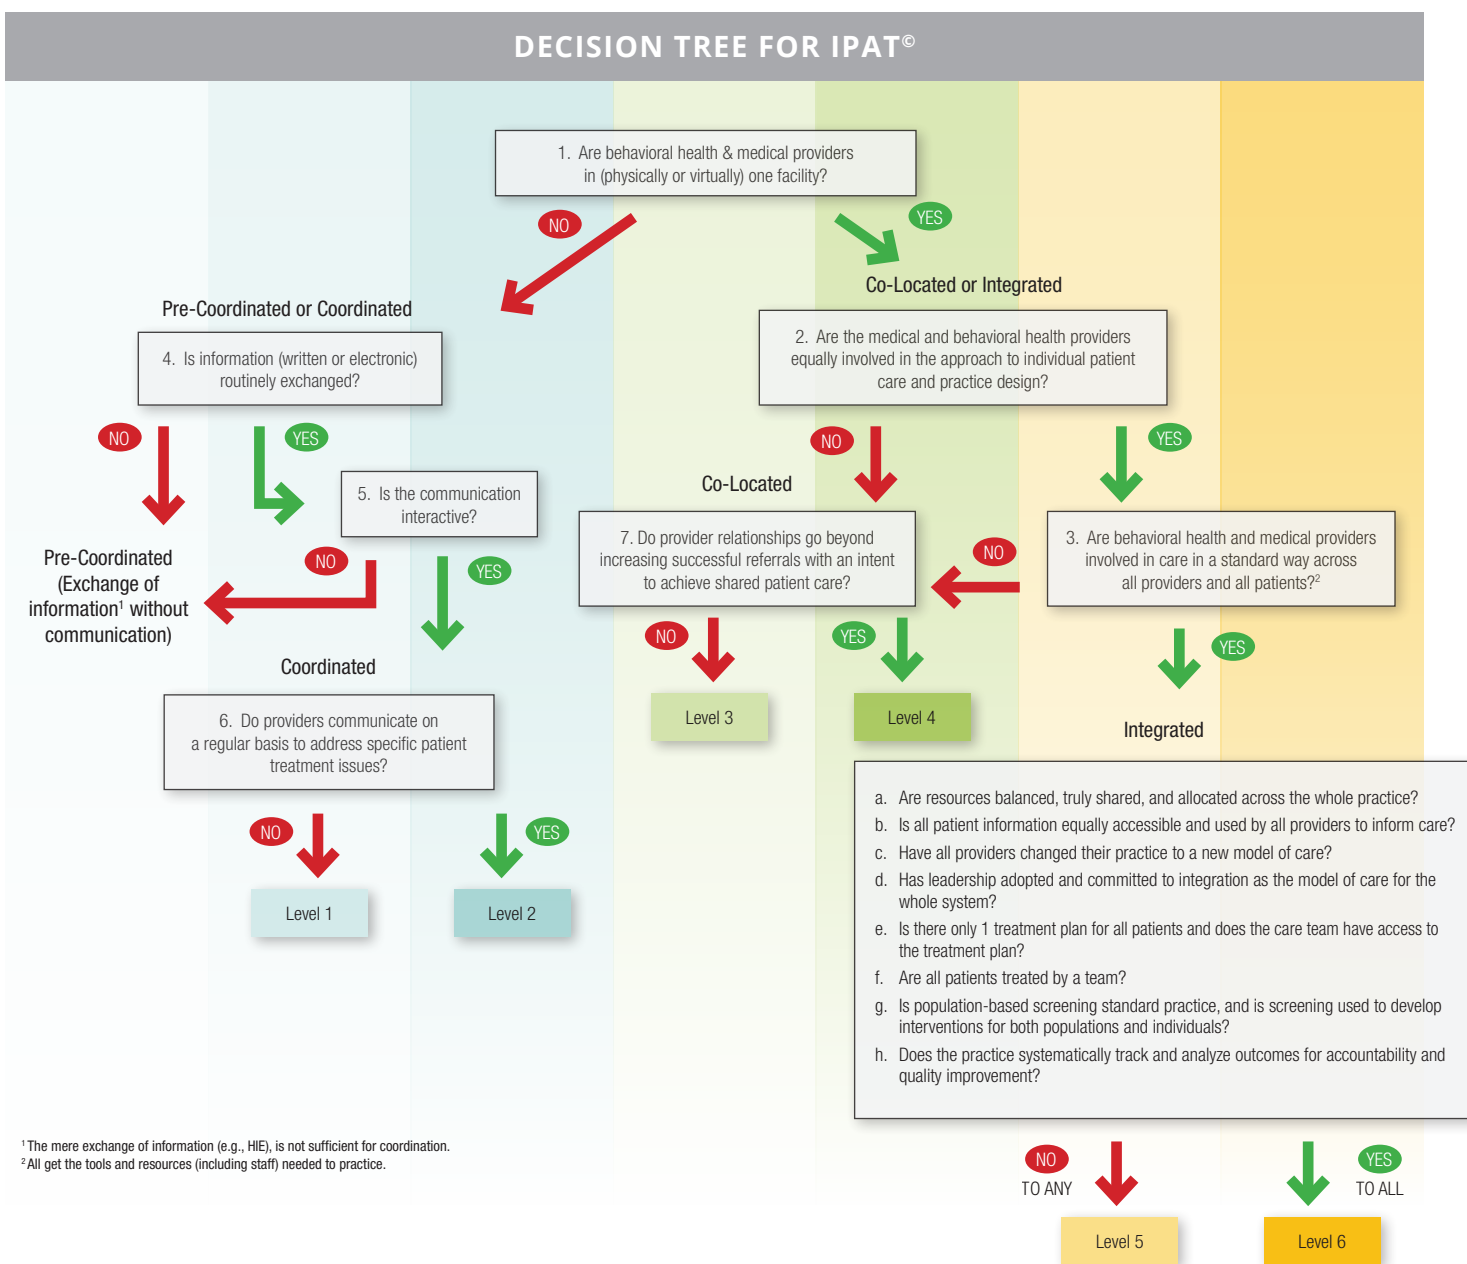 DECISION TREE FOR IPAT©
1. Are behavioral health & medical providers
in (physically or virtually) one facility?
NO
YES
Pre-Coordinated or Coordinated
Co-Located or Integrated
4. Is information (written or electronic)
routinely exchanged?
2. Are the medical and behavioral health providers
equally involved in the approach to individual patient
care and practice design?
NO
YES
NO
YES
5. Is the communication
interactive?
Co-Located
7. Do provider relationships go beyond
increasing successful referrals with an intent
to achieve shared patient care?
NO
3. Are behavioral health and medical providers
involved in care in a standard way across
all providers and all patients?²
Pre-Coordinated
(Exchange of
information¹ without
communication)
NO
YES
NO
YES
YES
Coordinated
6. Do providers communicate on
a regular basis to address specific patient
treatment issues?
Level 3
Level 4
Integrated
NO
YES
Level 1
Level 2
a. Are resources balanced, truly shared, and allocated across the whole practice?
b. Is all patient information equally accessible and used by all providers to inform care?
c. Have all providers changed their practice to a new model of care?
d. Has leadership adopted and committed to integration as the model of care for the
whole system?
e. Is there only 1 treatment plan for all patients and does the care team have access to
the treatment plan?
f. Are all patients treated by a team?
g. Is population-based screening standard practice, and is screening used to develop
interventions for both populations and individuals?
h. Does the practice systematically track and analyze outcomes for accountability and
quality improvement?
¹ The mere exchange of information (e.g., HIE), is not sufficient for coordination.
² All get the tools and resources (including staff) needed to practice.
NO
TO ANY
YES
TO ALL
Level 5
Level 6